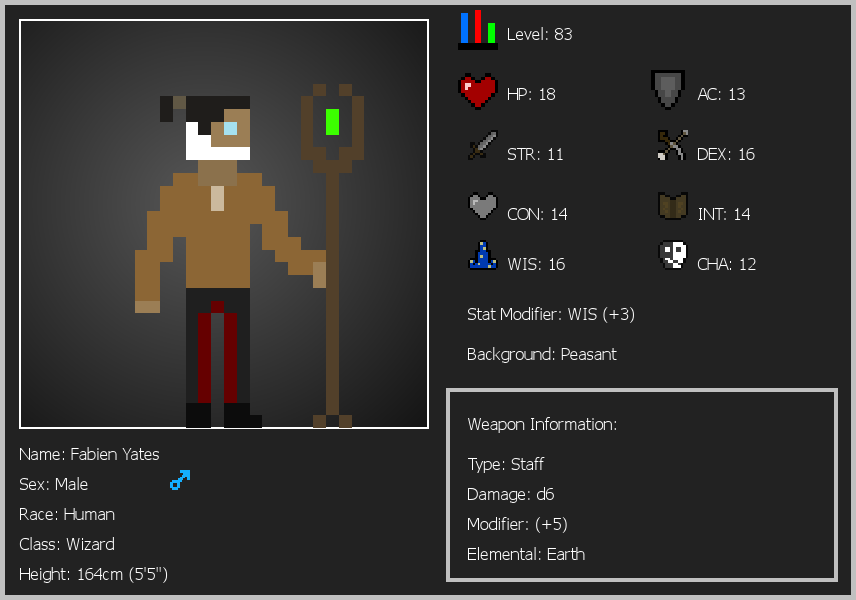 Level: 83
HP: 18
AC: 13
STR: 11
DEX: 16
CON: 14
INT: 14
WIS: 16
CHA: 12
Stat Modifier: WIS (+3)
Background: Peasant
Weapon Information:
Type: Staff
Damage: d6
Modifier: (+5)
Elemental: Earth
Name: Fabien Yates
Sex: Male
Race: Human
Class: Wizard
Height: 164cm (5'5")